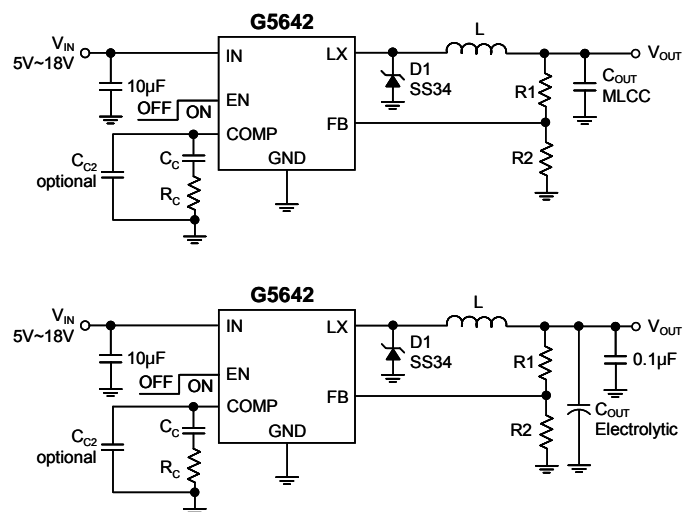 G5642
V_IN
5V~18V
IN
LX
L
V_OUT
D1
SS34
R1
C_OUT
MLCC
10µF
OFF
ON
EN
COMP
FB
C_C2
optional
C_C
R_C
GND
R2
G5642
V_IN
5V~18V
IN
LX
L
V_OUT
D1
SS34
R1
0.1µF
10µF
OFF
ON
EN
COMP
FB
C_C2
optional
C_C
R_C
GND
R2
C_OUT
Electrolytic